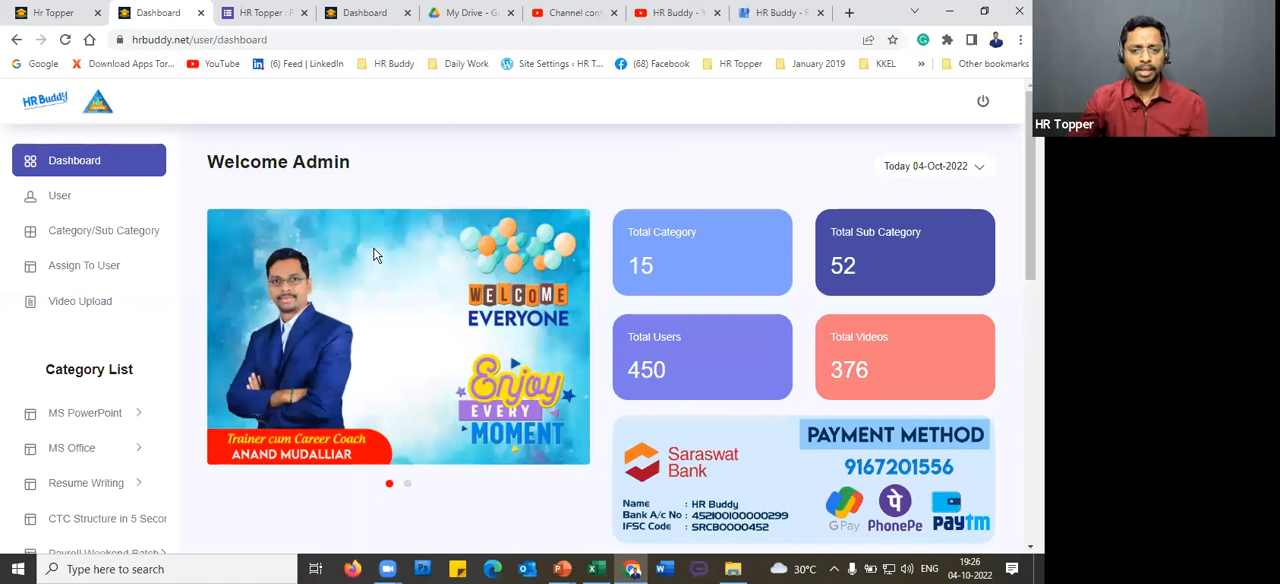 Hr Topper
Dashboard
HR Topper : F
Dashboard
My Drive - G
Channel con
HR Buddy - Y
HR Buddy - F
hrbuddy.net/user/dashboard
Google
Download Apps Tor...
YouTube
(6) Feed | LinkedIn
HR Buddy
Daily Work
Site Settings ‹ HR T...
(68) Facebook
HR Topper
January 2019
KKEL
»
Other bookmarks
HR Topper
HR Buddy
Dashboard
User
Category/Sub Category
Assign To User
Video Upload
Category List
MS PowerPoint
MS Office
Resume Writing
CTC Structure in 5 Secon
Payroll Weekend Batch
Welcome Admin
Today 04-Oct-2022
WELCOME
EVERYONE
Enjoy
EVERY
MOMENT
Trainer cum Career Coach
ANAND MUDALLIAR
Total Category
15
Total Sub Category
52
Total Users
450
Total Videos
376
Saraswat
Bank
PAYMENT METHOD
9167201556
Name : HR Buddy
Bank A/c No : 452100100000299
IFSC Code : SRCB0000452
GPay
PhonePe
paytm
Type here to search
30°C
ENG
19:26
04-10-2022